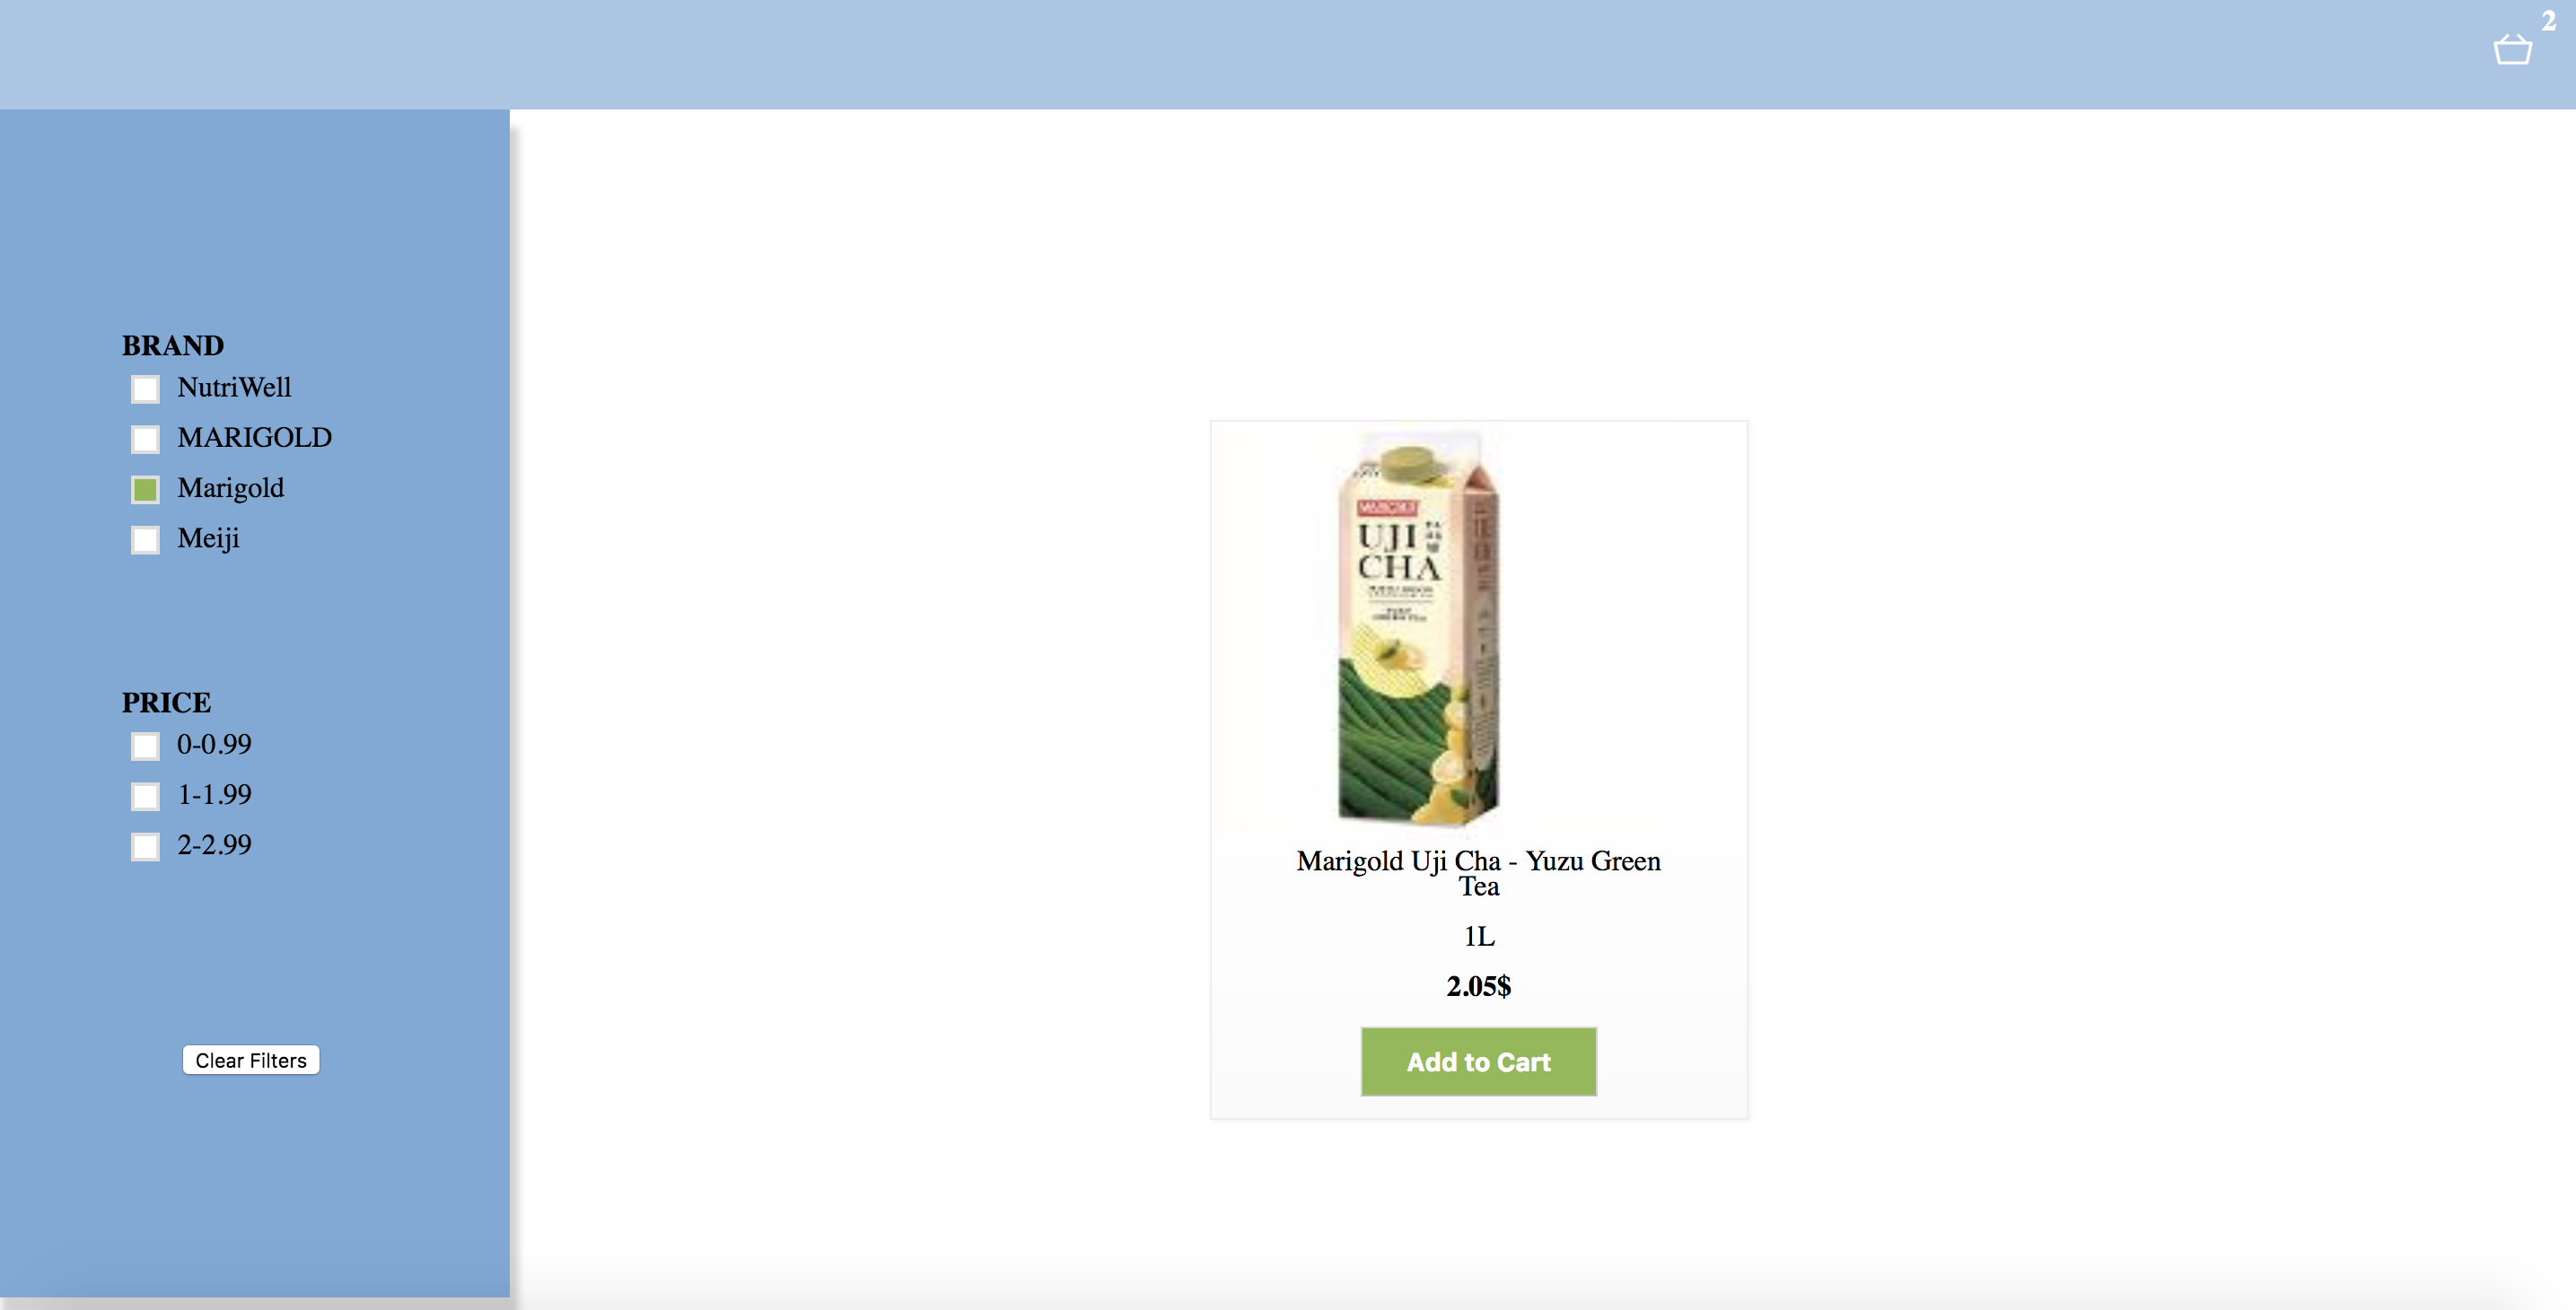 2
BRAND
NutriWell
MARIGOLD
Marigold
Meiji
PRICE
0-0.99
1-1.99
2-2.99
Clear Filters
MARIGOLD
UJI
CHA
Marigold Uji Cha - Yuzu Green
Tea
1L
2.05$
Add to Cart